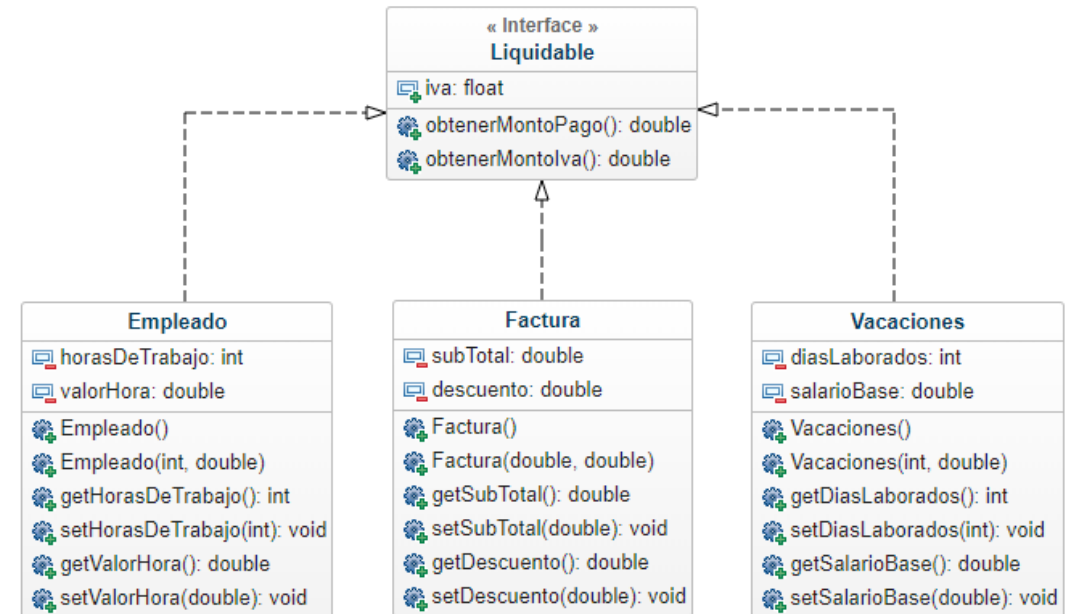 « Interface »
Liquidable
iva: float
obtenerMontoPago(): double
obtenerMontoIva(): double
Empleado
horasDeTrabajo: int
valorHora: double
Empleado()
Empleado(int, double)
getHorasDeTrabajo(): int
setHorasDeTrabajo(int): void
getValorHora(): double
setValorHora(double): void
Factura
subTotal: double
descuento: double
Factura()
Factura(double, double)
getSubTotal(): double
setSubTotal(double): void
getDescuento(): double
setDescuento(double): void
Vacaciones
diasLaborados: int
salarioBase: double
Vacaciones()
Vacaciones(int, double)
getDiasLaborados(): int
setDiasLaborados(int): void
getSalarioBase(): double
setSalarioBase(double): void